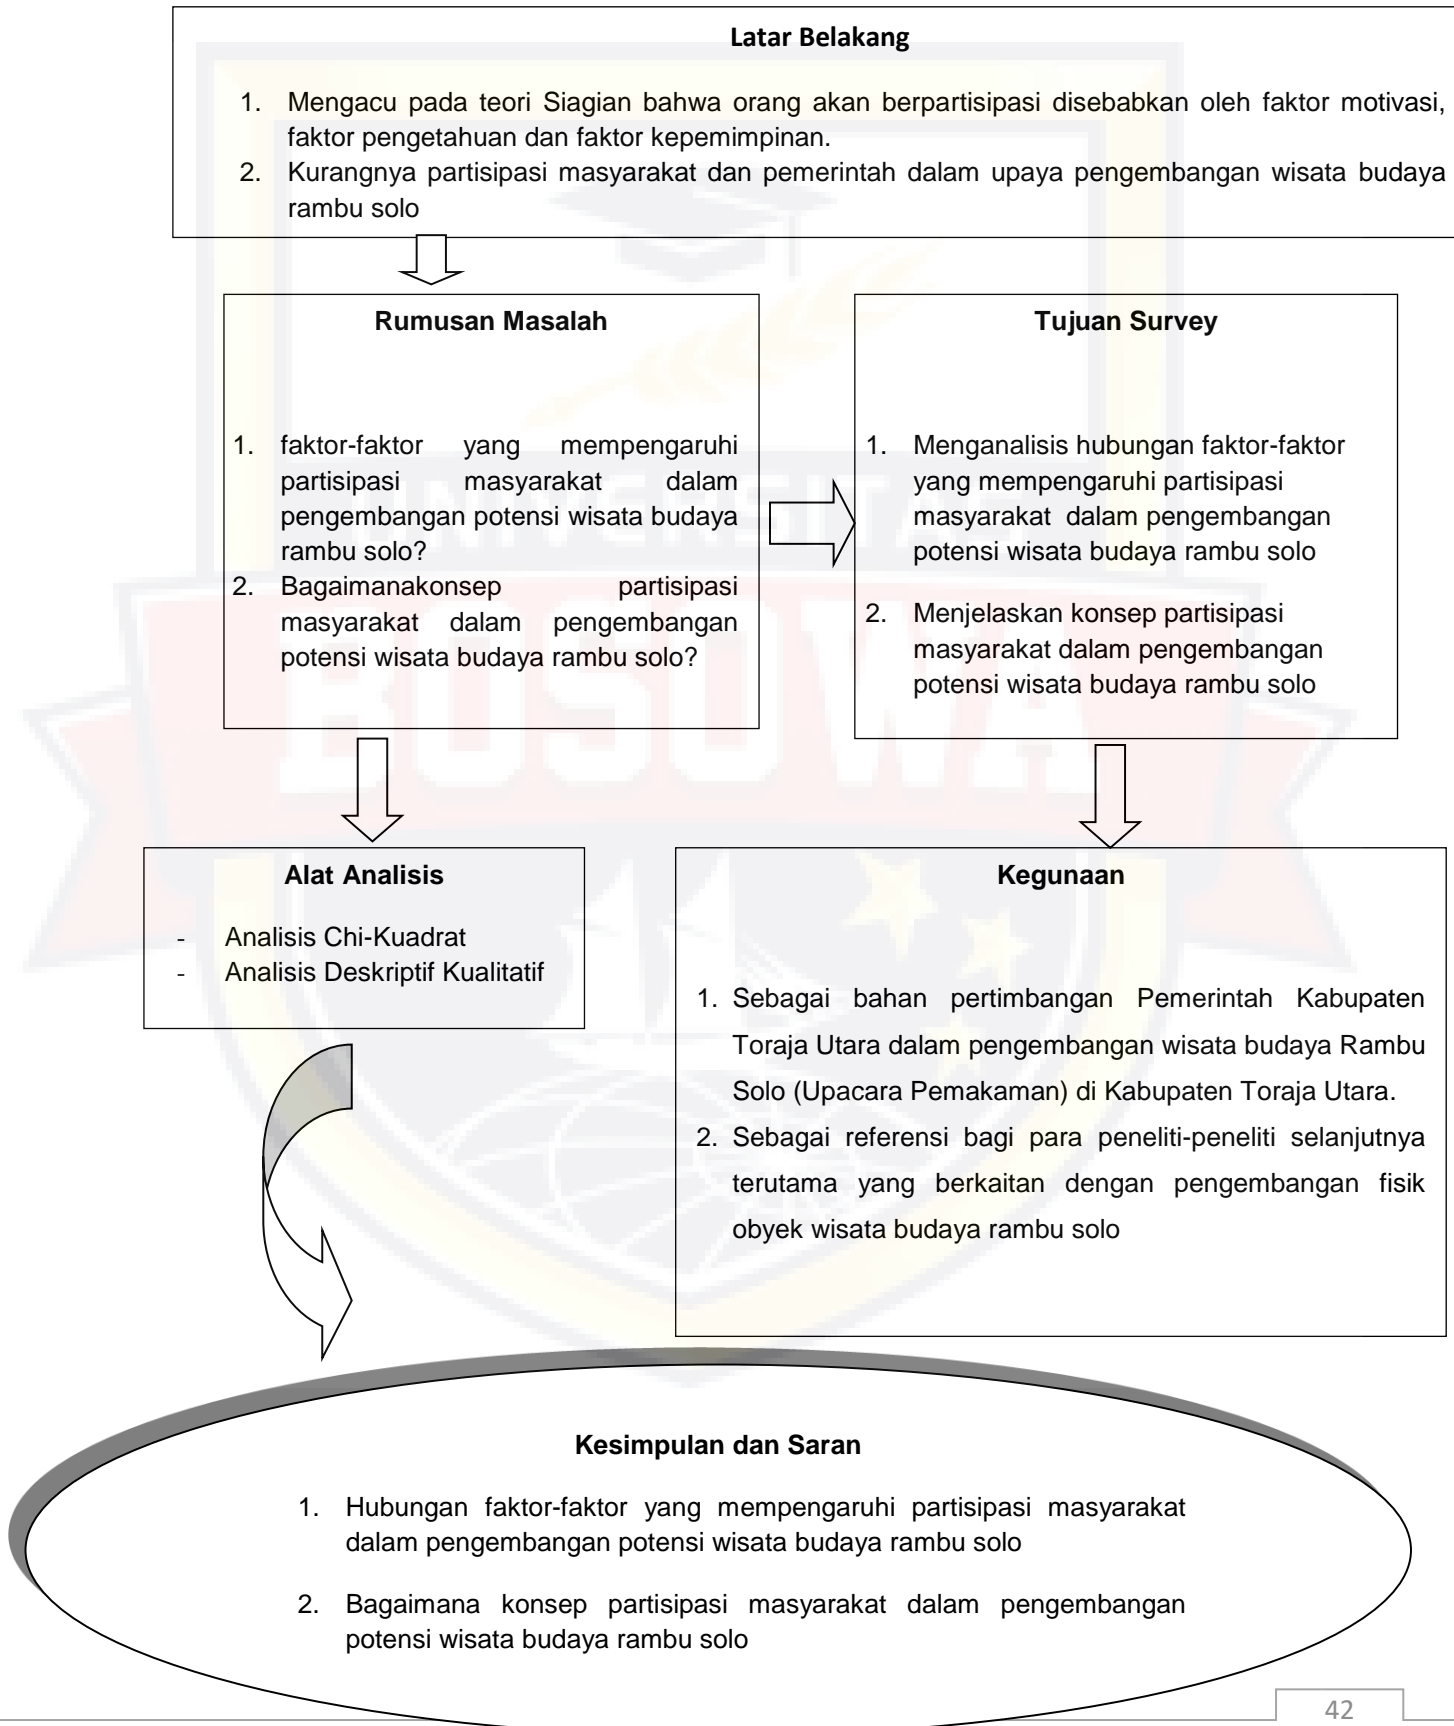 Latar Belakang
1. Mengacu pada teori Siagian bahwa orang akan berpartisipasi disebabkan oleh faktor motivasi,
faktor pengetahuan dan faktor kepemimpinan.
2. Kurangnya partisipasi masyarakat dan pemerintah dalam upaya pengembangan wisata budaya
rambu solo
Rumusan Masalah
1. faktor-faktor yang mempengaruhi
partisipasi masyarakat dalam
pengembangan potensi wisata budaya
rambu solo?
2. Bagaimanakonsep partisipasi
masyarakat dalam pengembangan
potensi wisata budaya rambu solo?
Tujuan Survey
1. Menganalisis hubungan faktor-faktor
yang mempengaruhi partisipasi
masyarakat dalam pengembangan
potensi wisata budaya rambu solo
2. Menjelaskan konsep partisipasi
masyarakat dalam pengembangan
potensi wisata budaya rambu solo
Alat Analisis
- Analisis Chi-Kuadrat
- Analisis Deskriptif Kualitatif
Kegunaan
1. Sebagai bahan pertimbangan Pemerintah Kabupaten
Toraja Utara dalam pengembangan wisata budaya Rambu
Solo (Upacara Pemakaman) di Kabupaten Toraja Utara.
2. Sebagai referensi bagi para peneliti-peneliti selanjutnya
terutama yang berkaitan dengan pengembangan fisik
obyek wisata budaya rambu solo
Kesimpulan dan Saran
1. Hubungan faktor-faktor yang mempengaruhi partisipasi masyarakat
dalam pengembangan potensi wisata budaya rambu solo
2. Bagaimana konsep partisipasi masyarakat dalam pengembangan
potensi wisata budaya rambu solo
42
UNIVERSITAS
BOSOWA